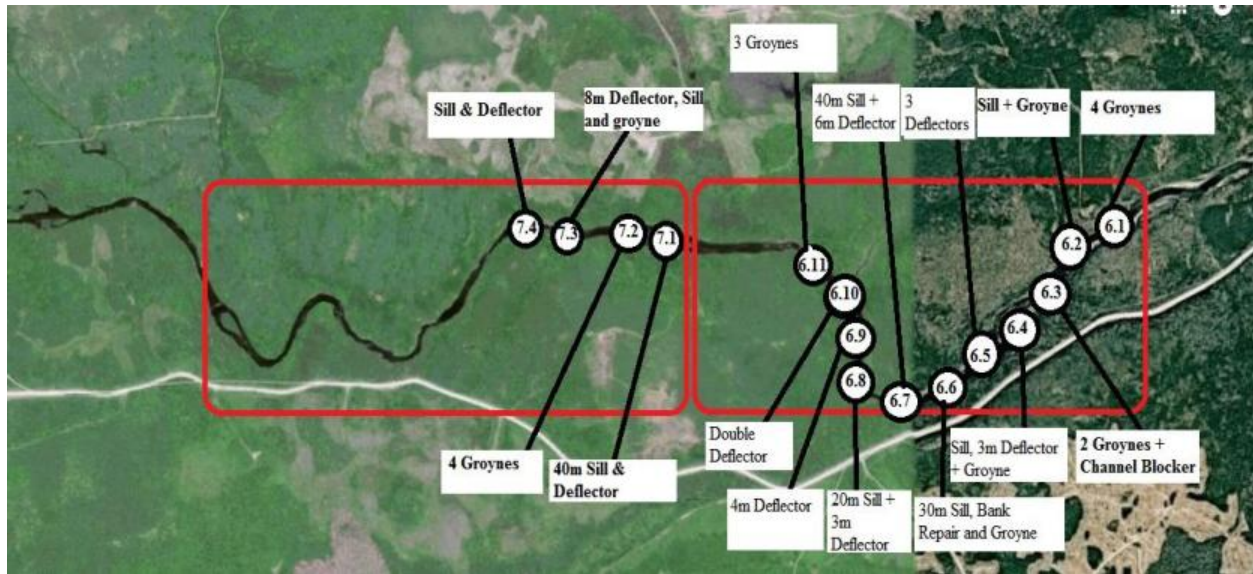 3 Groynes
Sill & Deflector
8m Deflector, Sill
and groyne
40m Sill +
6m Deflector
3
Deflectors
Sill + Groyne
4 Groynes
7.4
7.3
7.2
7.1
6.11
6.10
6.9
6.8
6.7
6.6
6.5
6.4
6.3
6.2
6.1
4 Groynes
40m Sill &
Deflector
Double
Deflector
4m Deflector
20m Sill +
3m
Deflector
30m Sill, Bank
Repair and Groyne
Sill, 3m Deflector
+ Groyne
2 Groynes +
Channel Blocker